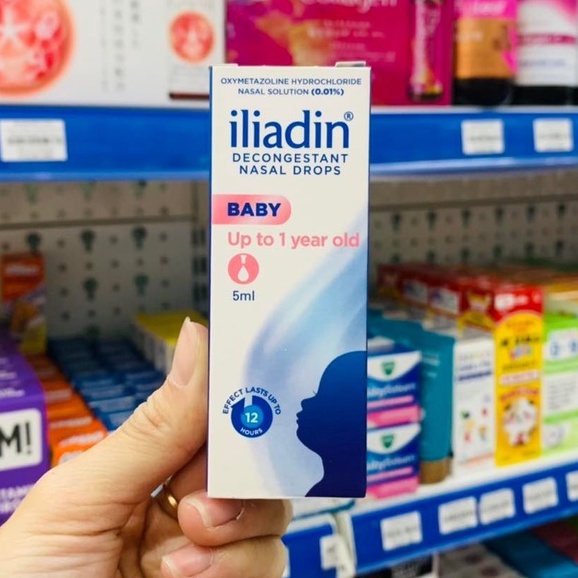 OXYMETAZOLINE HYDROCHLORIDE
NASAL SOLUTION (0.01%)
iliadin®
DECONGESTANT
NASAL DROPS
BABY
Up to 1 year old
5ml
EFFECT LASTS UP TO
12
HOURS
M!